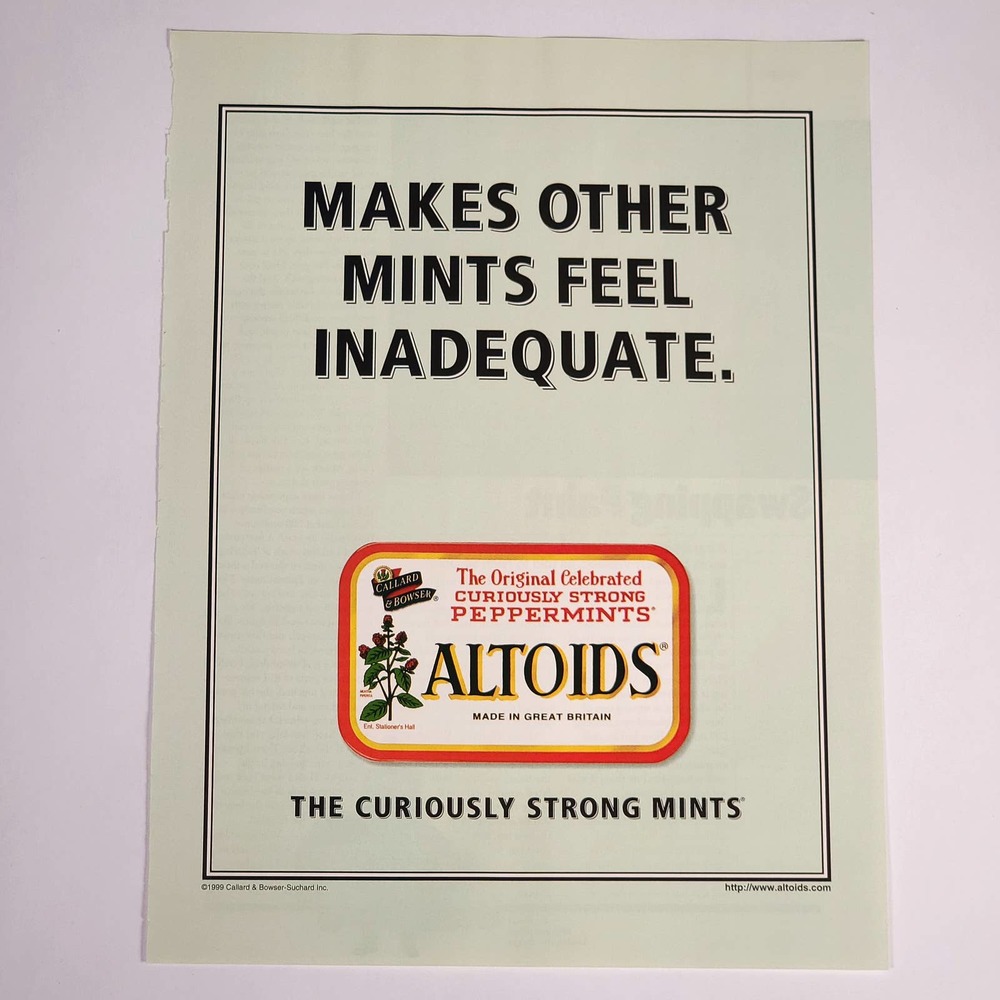 MAKES OTHER
MINTS FEEL
INADEQUATE.
CALLARD
& BOWSER®
The Original Celebrated
CURIOUSLY STRONG
PEPPERMINTS®
ALTOIDS®
MADE IN GREAT BRITAIN
Ent. Stationer's Hall
THE CURIOUSLY STRONG MINTS®
©1999 Callard & Bowser-Suchard Inc.
http://www.altoids.com